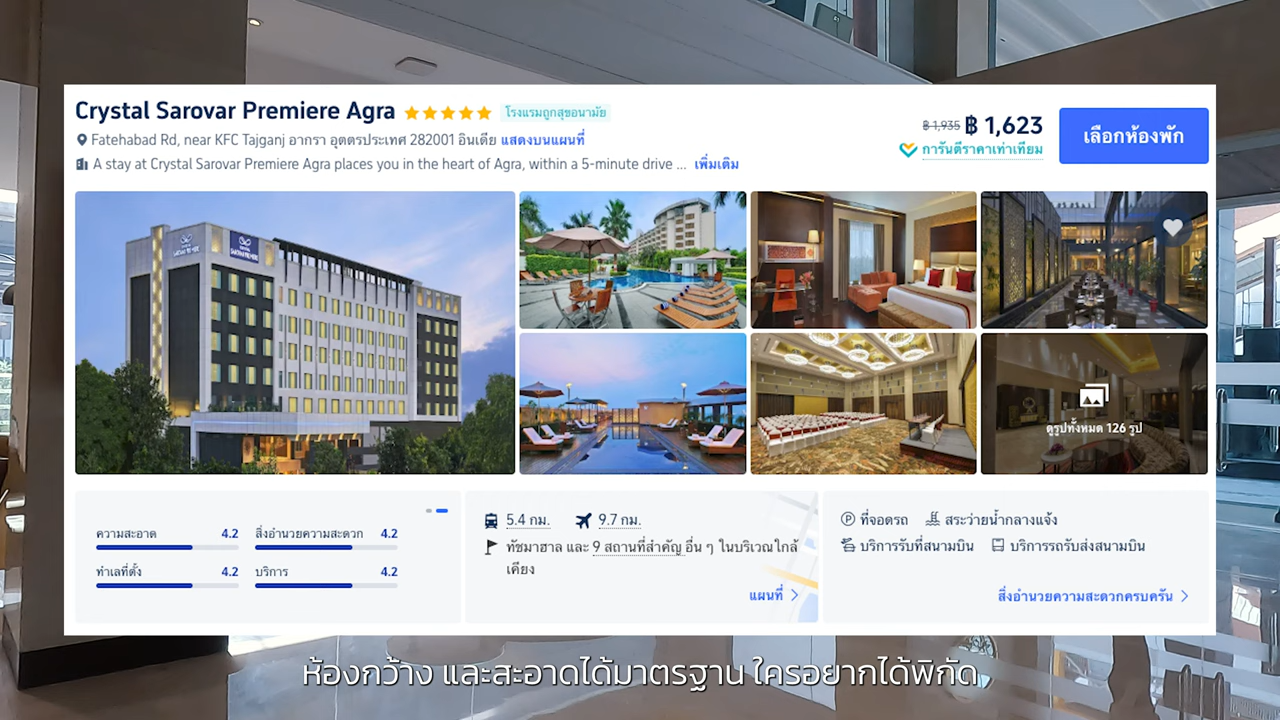 Crystal Sarovar Premiere Agra โรงแรมถูกสุขอนามัย
Fatehabad Rd, near KFC Tajganj อากรา อุตตรประเทศ 282001 อินเดีย แสดงบนแผนที่
A stay at Crystal Sarovar Premiere Agra places you in the heart of Agra, within a 5-minute drive ... เพิ่มเติม
฿ 1,935 ฿ 1,623
การันตีราคาเท่าเทียม
เลือกห้องพัก
ดูรูปทั้งหมด 126 รูป
ความสะอาด 4.2 สิ่งอำนวยความสะดวก 4.2
ทำเลที่ตั้ง 4.2 บริการ 4.2
5.4 กม. 9.7 กม.
ทัชมาฮาล และ 9 สถานที่สำคัญ อื่น ๆ ในบริเวณใกล้
เคียง
แผนที่
ที่จอดรถ สระว่ายน้ำกลางแจ้ง
บริการรับที่สนามบิน บริการรถรับส่งสนามบิน
สิ่งอำนวยความสะดวกครบครัน
ห้องกว้าง และสะอาดได้มาตรฐาน ใครอยากได้พิกัด